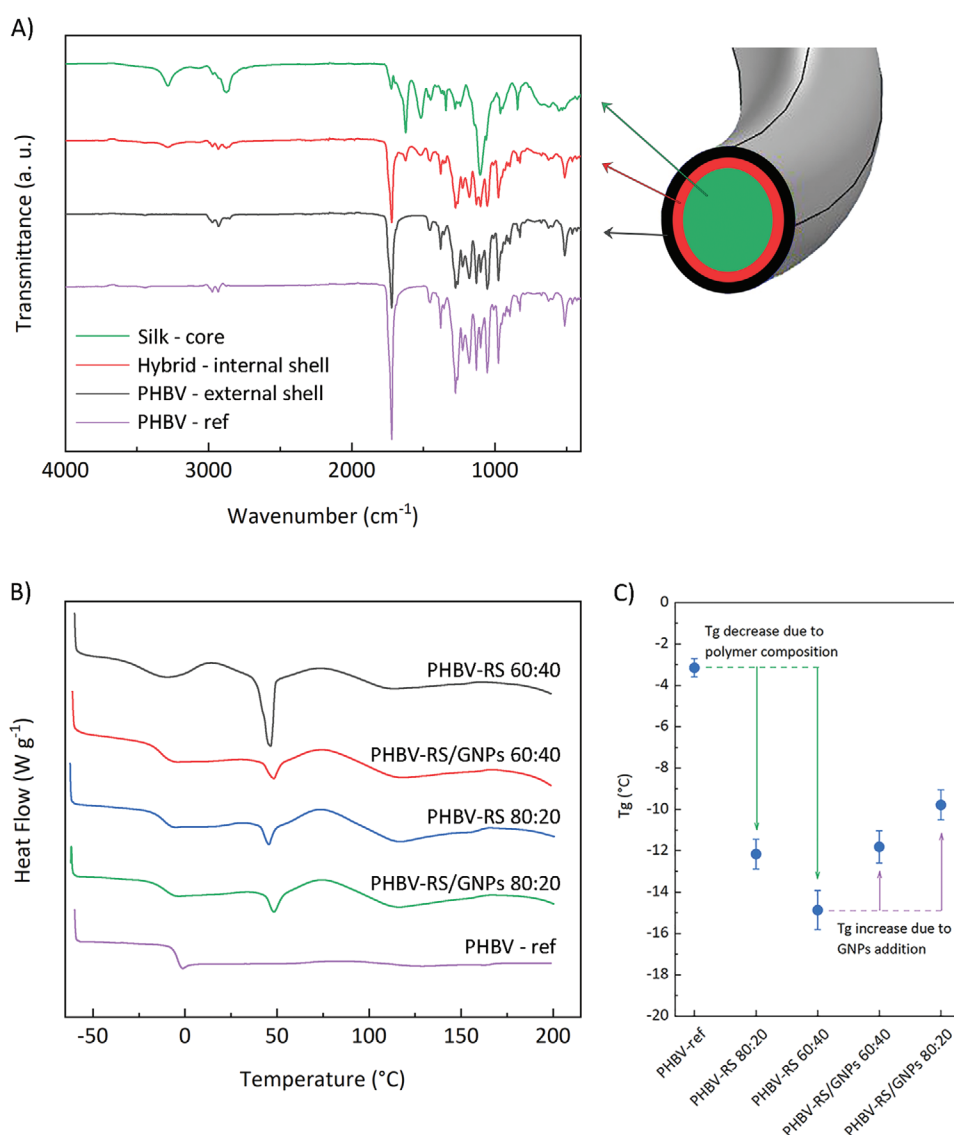 A)
Transmittance (a. u.)
Silk - core
Hybrid - internal shell
PHBV - external shell
PHBV - ref
4000 3000 2000 1000
Wavenumber (cm⁻¹)
B)
Heat Flow (W g⁻¹)
PHBV-RS 60:40
PHBV-RS/GNPs 60:40
PHBV-RS 80:20
PHBV-RS/GNPs 80:20
PHBV - ref
-50 0 50 100 150 200
Temperature (°C)
C)
Tg (°C)
0
-2
-4
-6
-8
-10
-12
-14
-16
-18
-20
Tg decrease due to
polymer composition
Tg increase due to
GNPs addition
PHBV-ref
PHBV-RS 80:20
PHBV-RS 60:40
PHBV-RS/GNPs 60:40
PHBV-RS/GNPs 80:20